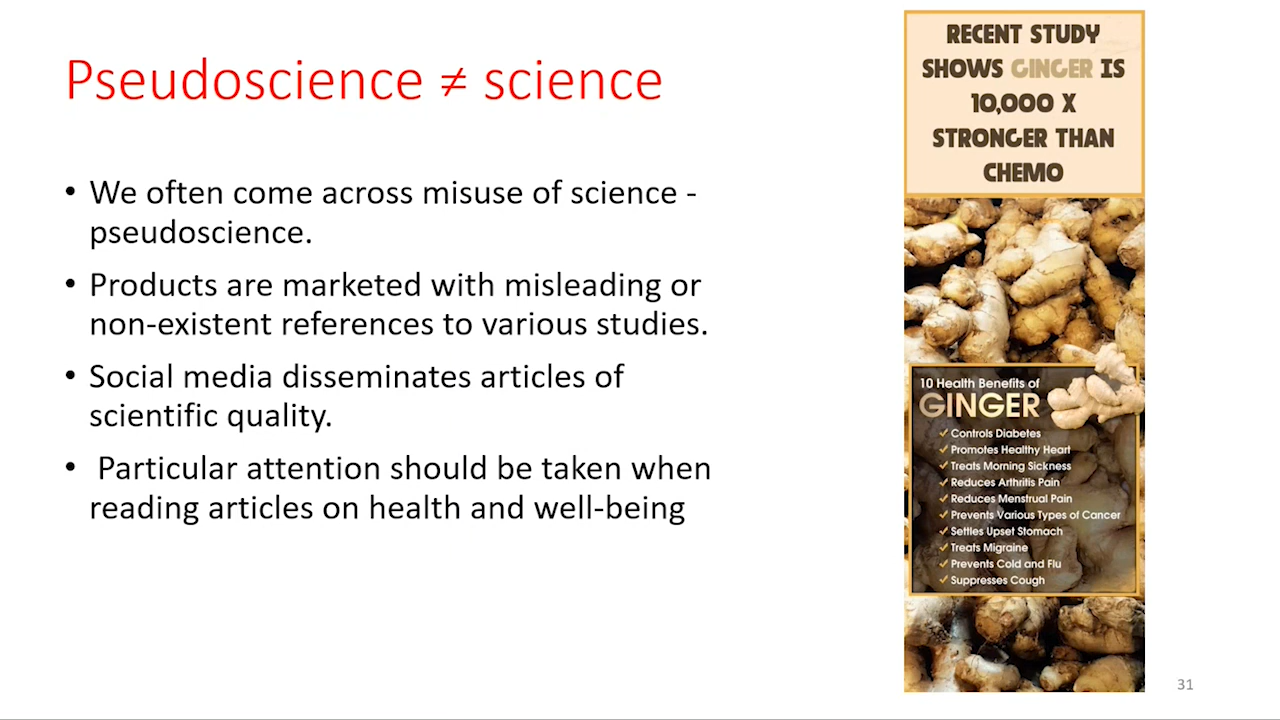 Pseudoscience ≠ science
• We often come across misuse of science -
pseudoscience.
• Products are marketed with misleading or
non-existent references to various studies.
• Social media disseminates articles of
scientific quality.
• Particular attention should be taken when
reading articles on health and well-being
RECENT STUDY
SHOWS GINGER IS
10,000 X
STRONGER THAN
CHEMO
10 Health Benefits of
GINGER
✓ Controls Diabetes
✓ Promotes Healthy Heart
✓ Treats Morning Sickness
✓ Reduces Arthritis Pain
✓ Reduces Menstrual Pain
✓ Prevents Various Types of Cancer
✓ Settles Upset Stomach
✓ Treats Migraine
✓ Prevents Cold and Flu
✓ Suppresses Cough
31